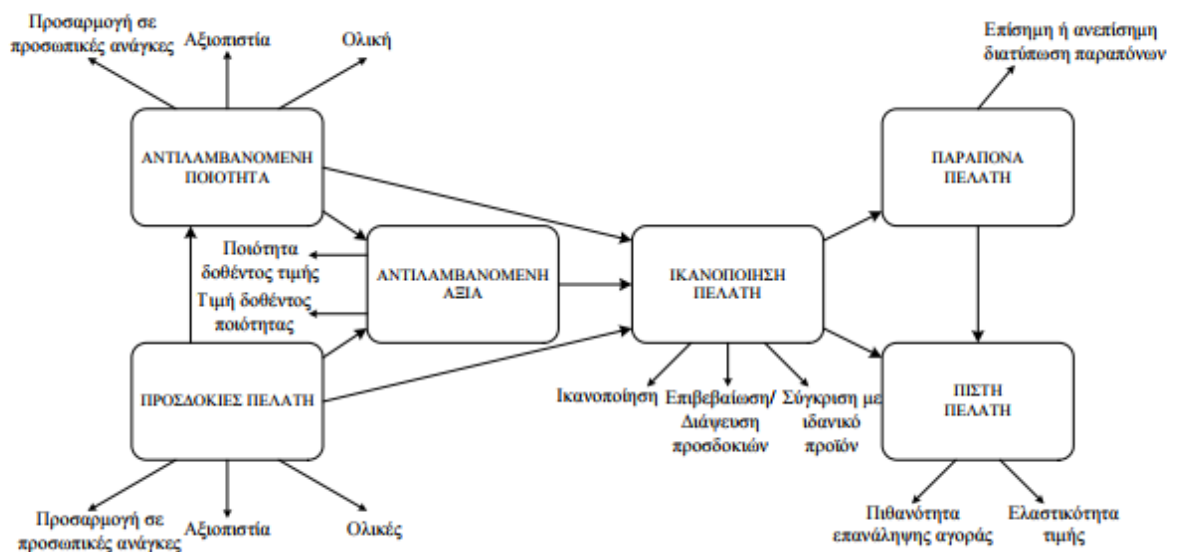 Προσαρμογή σε
προσωπικές ανάγκες
Αξιοπιστία
Ολική
Επίσημη ή ανεπίσημη
διατύπωση παραπόνων
ΑΝΤΙΛΑΜΒΑΝΟΜΕΝΗ
ΠΟΙΟΤΗΤΑ
ΠΑΡΑΠΟΝΑ
ΠΕΛΑΤΗ
Ποιότητα
δοθέντος τιμής
Τιμή δοθέντος
ποιότητας
ΑΝΤΙΛΑΜΒΑΝΟΜΕΝΗ
ΑΞΙΑ
ΙΚΑΝΟΠΟΙΗΣΗ
ΠΕΛΑΤΗ
ΠΡΟΣΔΟΚΙΕΣ ΠΕΛΑΤΗ
Ικανοποίηση
Επιβεβαίωση/
Διάψευση
προσδοκιών
Σύγκριση με
ιδανικό
προϊόν
ΠΙΣΤΗ
ΠΕΛΑΤΗ
Προσαρμογή σε
προσωπικές ανάγκες
Αξιοπιστία
Ολικές
Πιθανότητα
επανάληψης αγοράς
Ελαστικότητα
τιμής